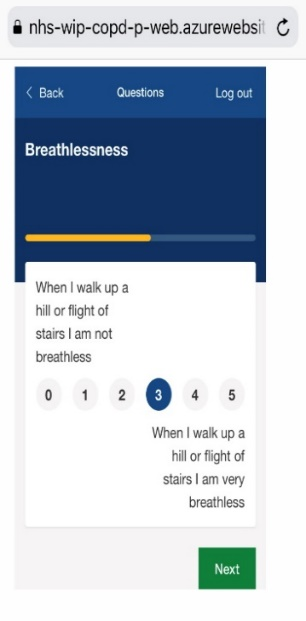 nhs-wip-copd-p-web.azurewebsit
< Back Questions Log out
Breathlessness
When I walk up a
hill or flight of
stairs I am not
breathless
0 1 2 3 4 5
When I walk up a
hill or flight of
stairs I am very
breathless
Next